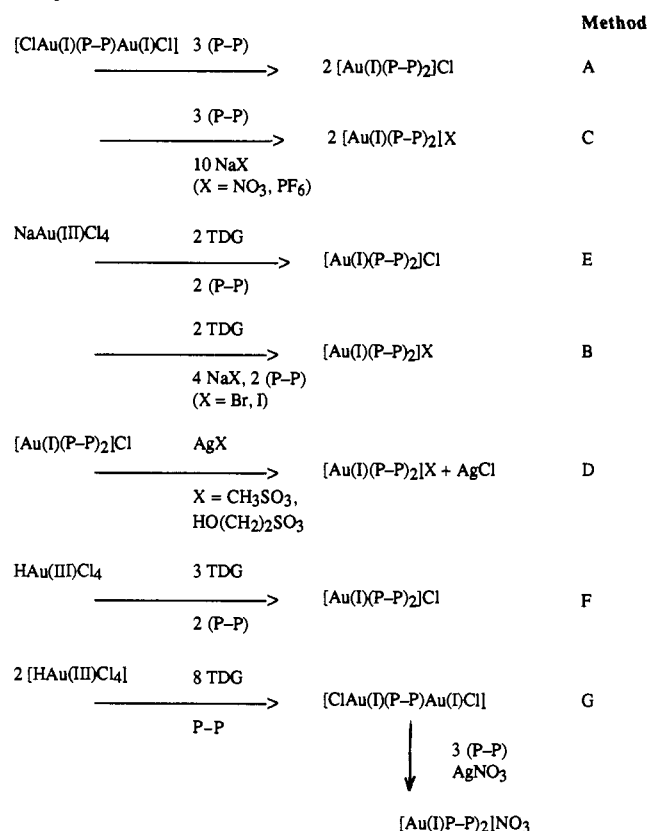 Method
[ClAu(I)(P–P)Au(I)Cl] 3 (P–P)
2 [Au(I)(P–P)2]Cl A
3 (P–P)
2 [Au(I)(P–P)2]X C
10 NaX
(X = NO3, PF6)
NaAu(III)Cl4 2 TDG
[Au(I)(P–P)2]Cl E
2 (P–P)
2 TDG
[Au(I)(P–P)2]X B
4 NaX, 2 (P–P)
(X = Br, I)
[Au(I)(P–P)2]Cl AgX
[Au(I)(P–P)2]X + AgCl D
X = CH3SO3,
HO(CH2)2SO3
HAu(III)Cl4 3 TDG
[Au(I)(P–P)2]Cl F
2 (P–P)
2 [HAu(III)Cl4] 8 TDG
[ClAu(I)(P–P)Au(I)Cl] G
P–P
3 (P–P)
AgNO3
[Au(I)P–P)2]NO3